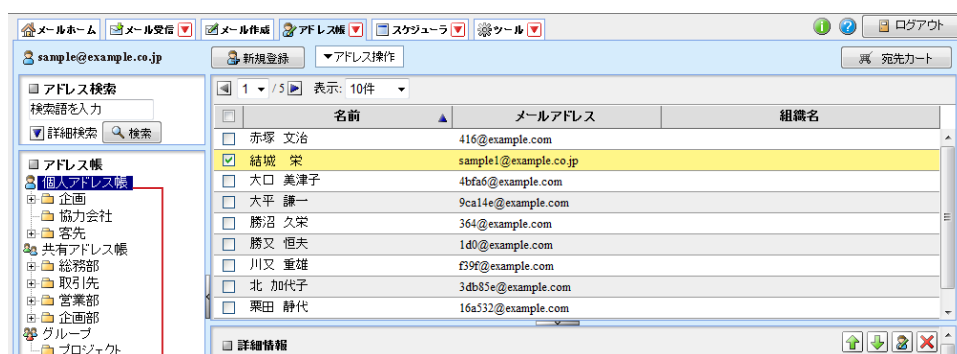 メールホーム メール受信 メール作成 アドレス帳 スケジューラ ツール ログアウト
sample@example.co.jp 新規登録 ▼アドレス操作 宛先カート
アドレス検索
検索語を入力
詳細検索 検索
アドレス帳
個人アドレス帳
企画
協力会社
客先
共有アドレス帳
総務部
取引先
営業部
企画部
グループ
プロジェクト
1 /5 表示: 10件
名前 メールアドレス 組織名
赤塚 文治 416@example.com
結城 栄 sample1@example.co.jp
大口 美津子 4bfa6@example.com
大平 謙一 9ca14e@example.com
勝沼 久栄 364@example.com
勝又 恒夫 1d0@example.com
川又 重雄 f39f@example.com
北 加代子 3db85e@example.com
栗田 静代 16a532@example.com
詳細情報